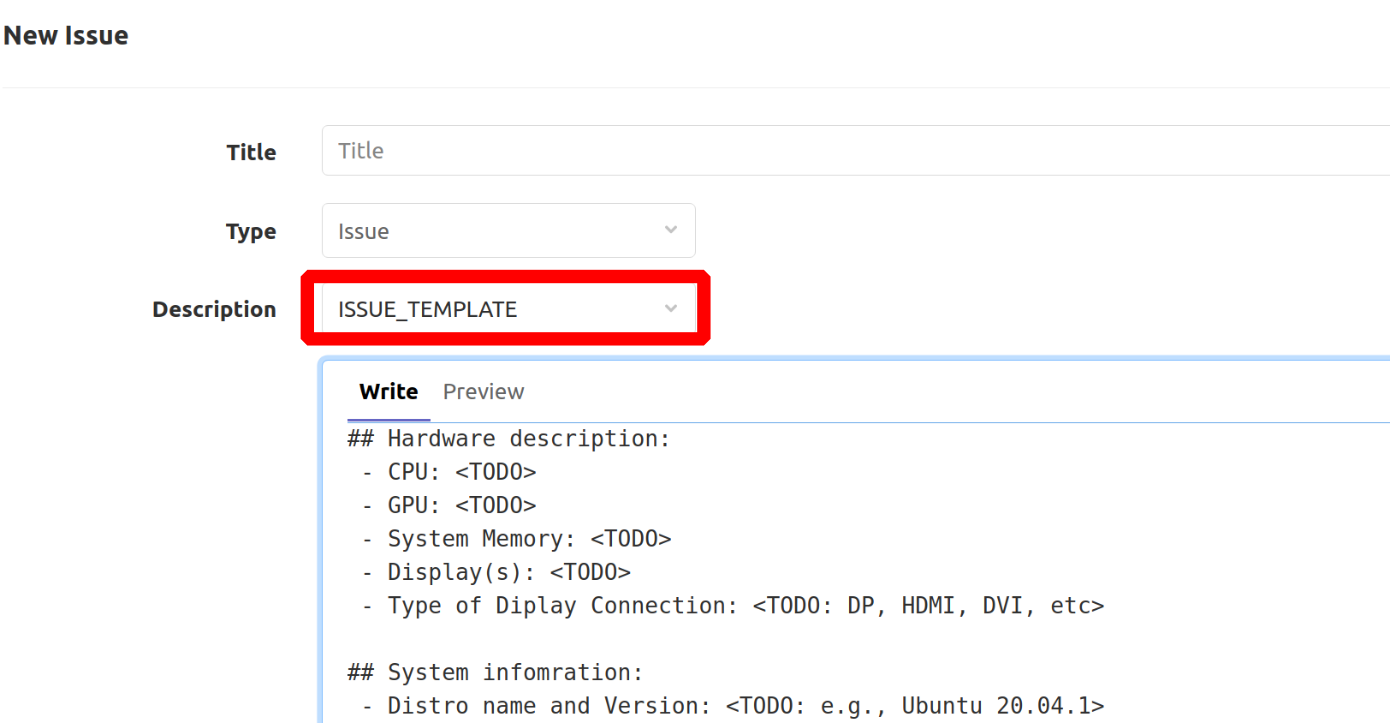 New Issue
Title Title
Type Issue
Description ISSUE_TEMPLATE
Write Preview
## Hardware description:
- CPU: <TODO>
- GPU: <TODO>
- System Memory: <TODO>
- Display(s): <TODO>
- Type of Diplay Connection: <TODO: DP, HDMI, DVI, etc>
## System infomration:
- Distro name and Version: <TODO: e.g., Ubuntu 20.04.1>